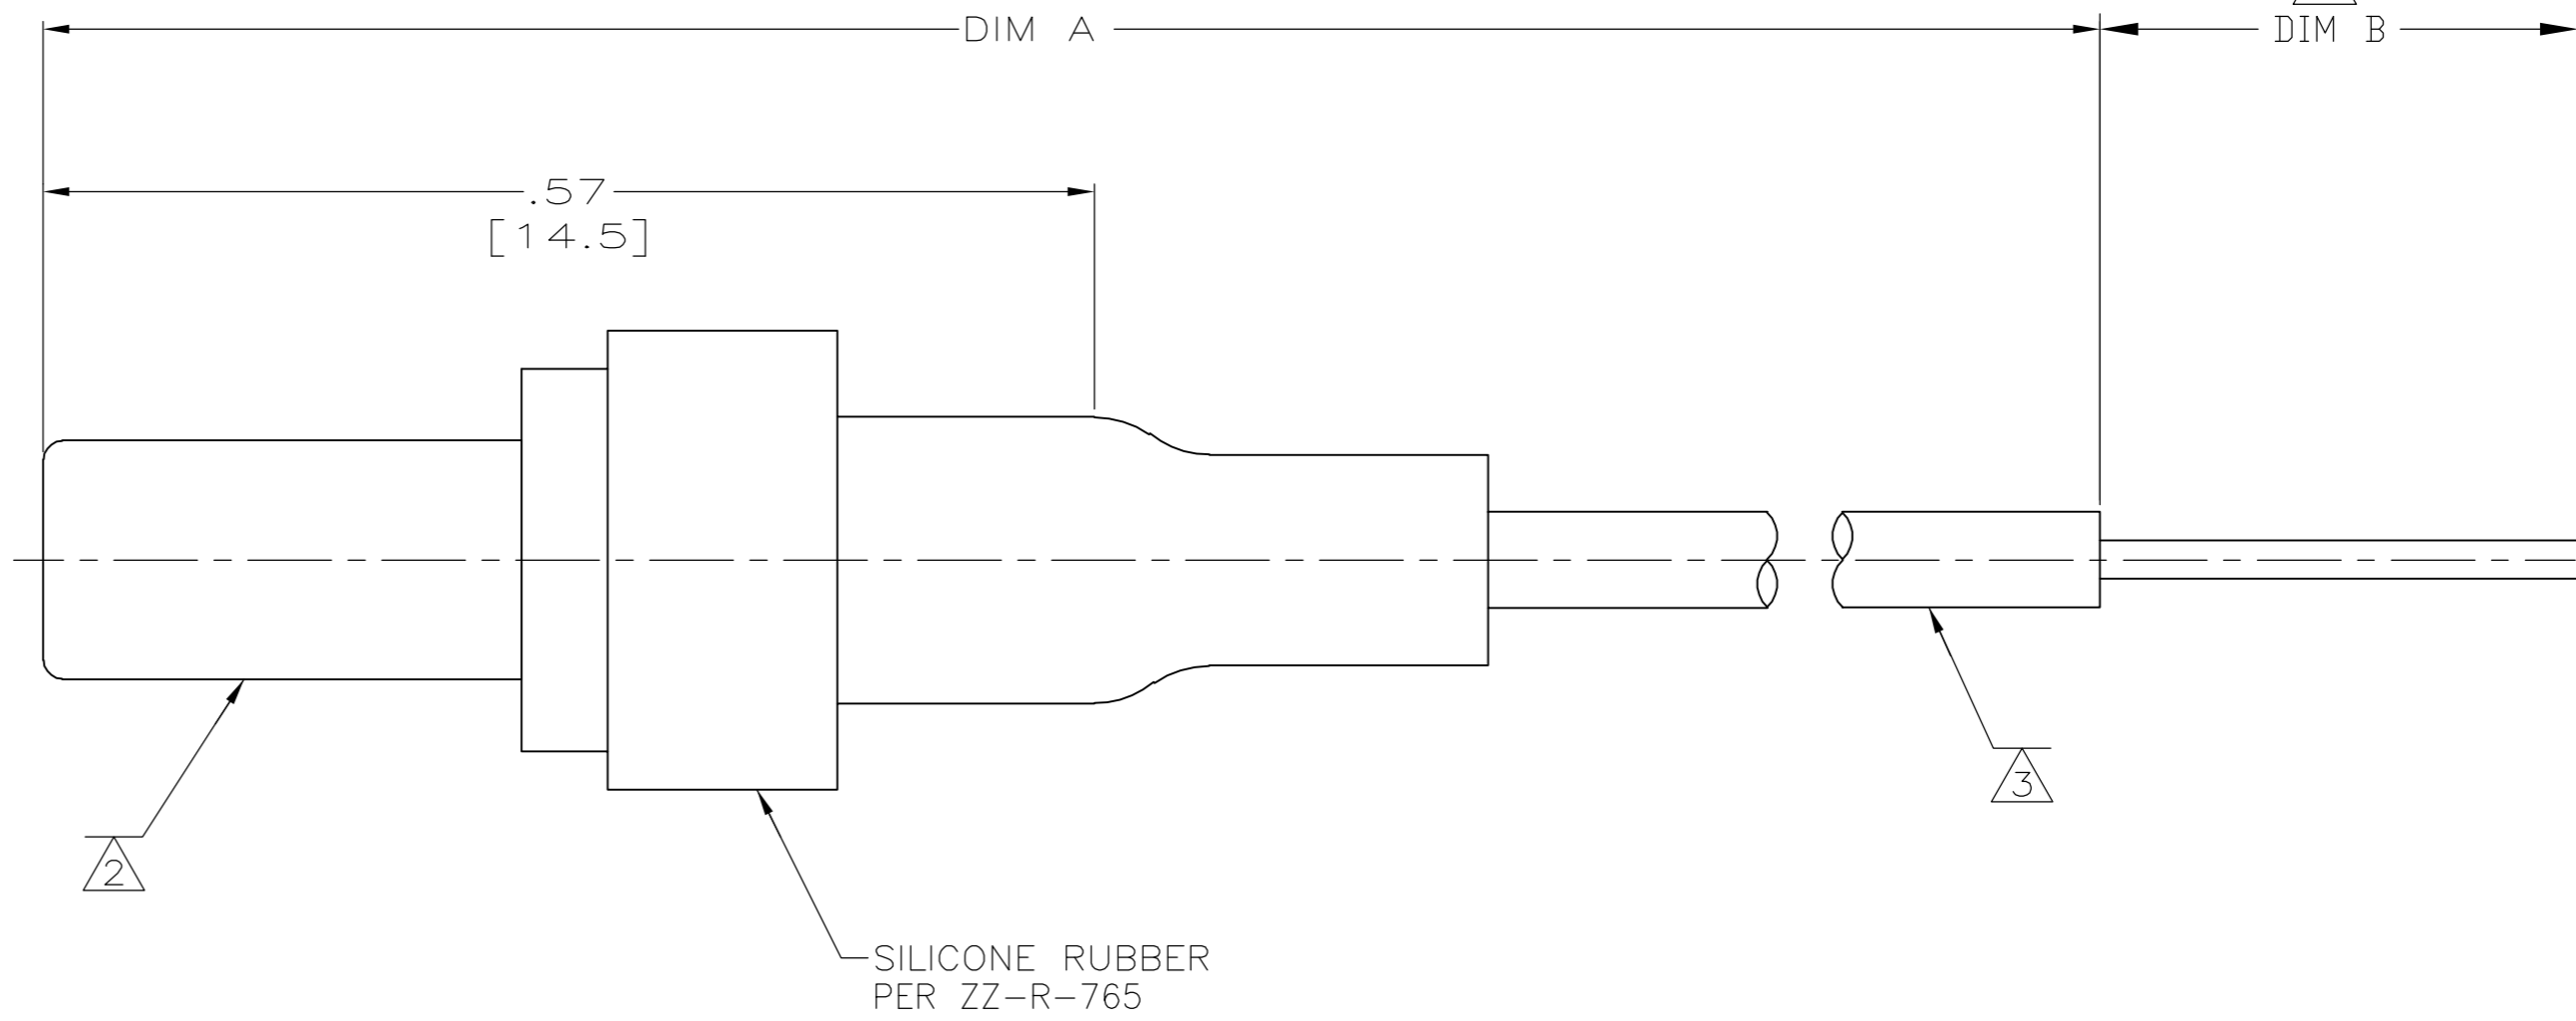 DIM A
DIM B
.57
[14.5]
2
3
SILICONE RUBBER
PER ZZ-R-765